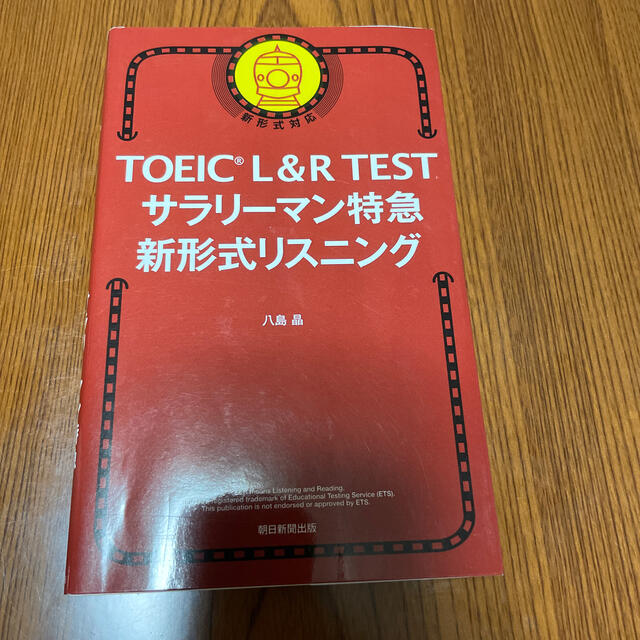 新形式対応
TOEIC® L&R TEST
サラリーマン特急
新形式リスニング
八島 晶
Listening and Reading.
registered trademark of Educational Testing Service (ETS).
This publication is not endorsed or approved by ETS.
朝日新聞出版